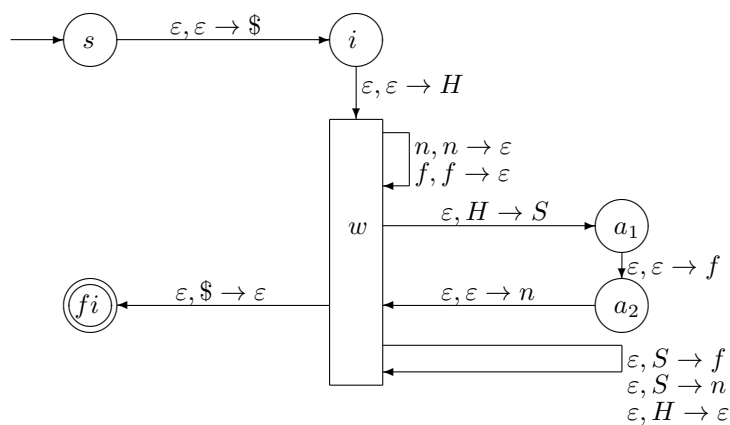 ε, ε → $
s
i
ε, ε → H
n, n → ε
f, f → ε
ε, H → S
w
a₁
ε, ε → f
ε, $ → ε
ε, ε → n
fi
a₂
ε, S → f
ε, S → n
ε, H → ε